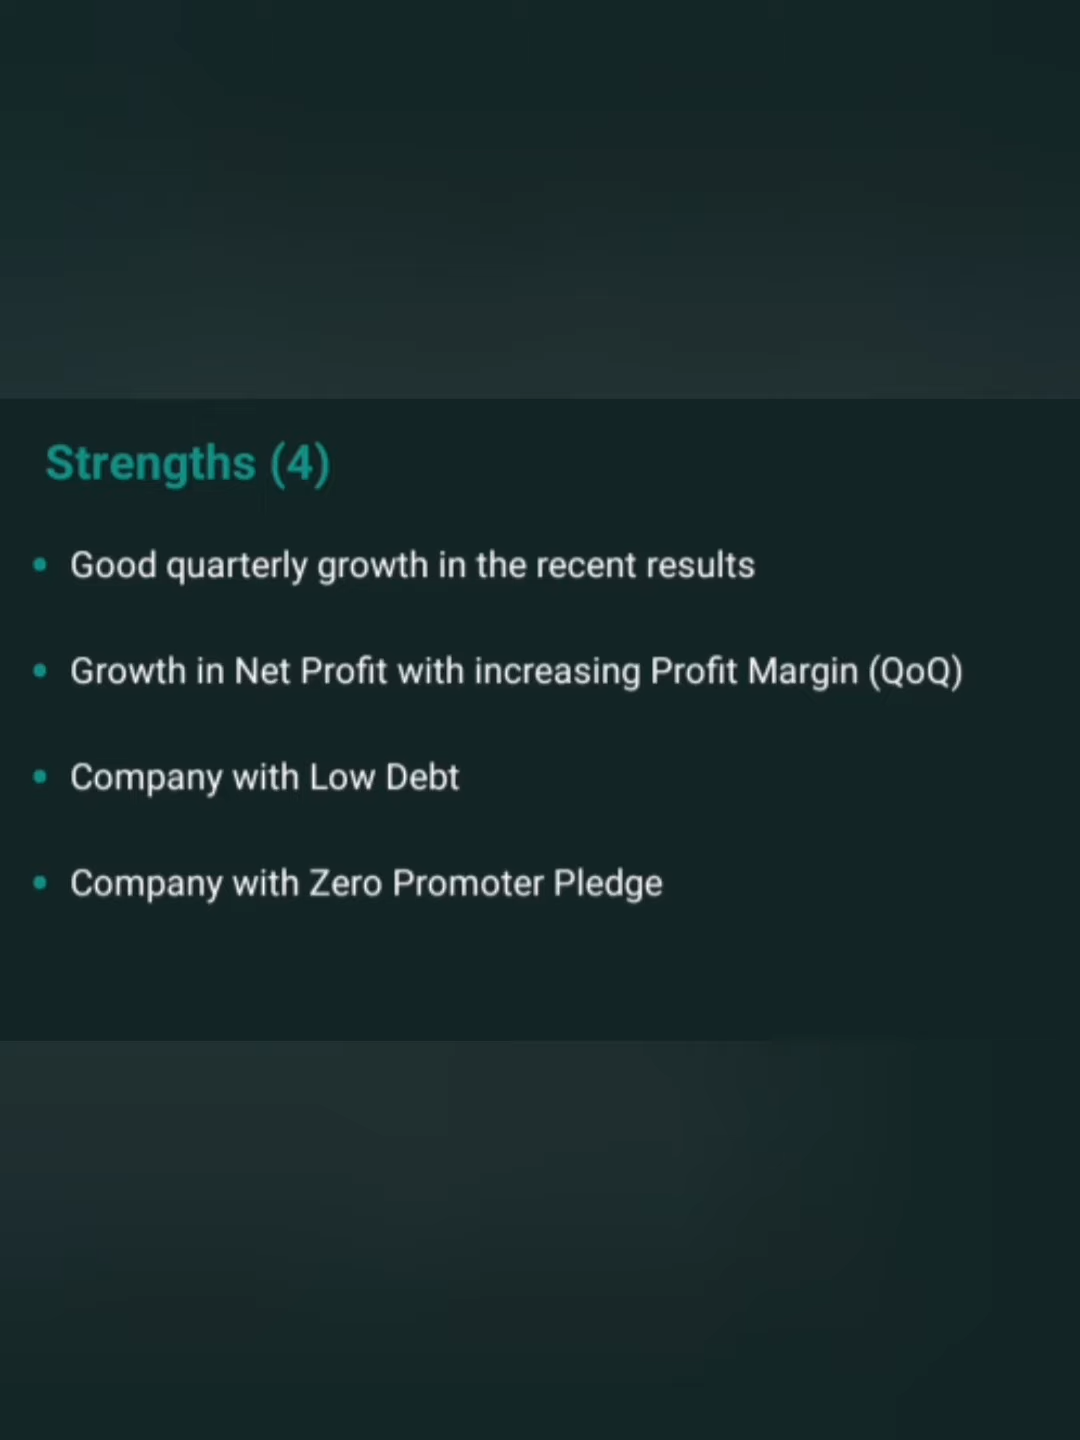 Strengths (4)
• Good quarterly growth in the recent results
• Growth in Net Profit with increasing Profit Margin (QoQ)
• Company with Low Debt
• Company with Zero Promoter Pledge